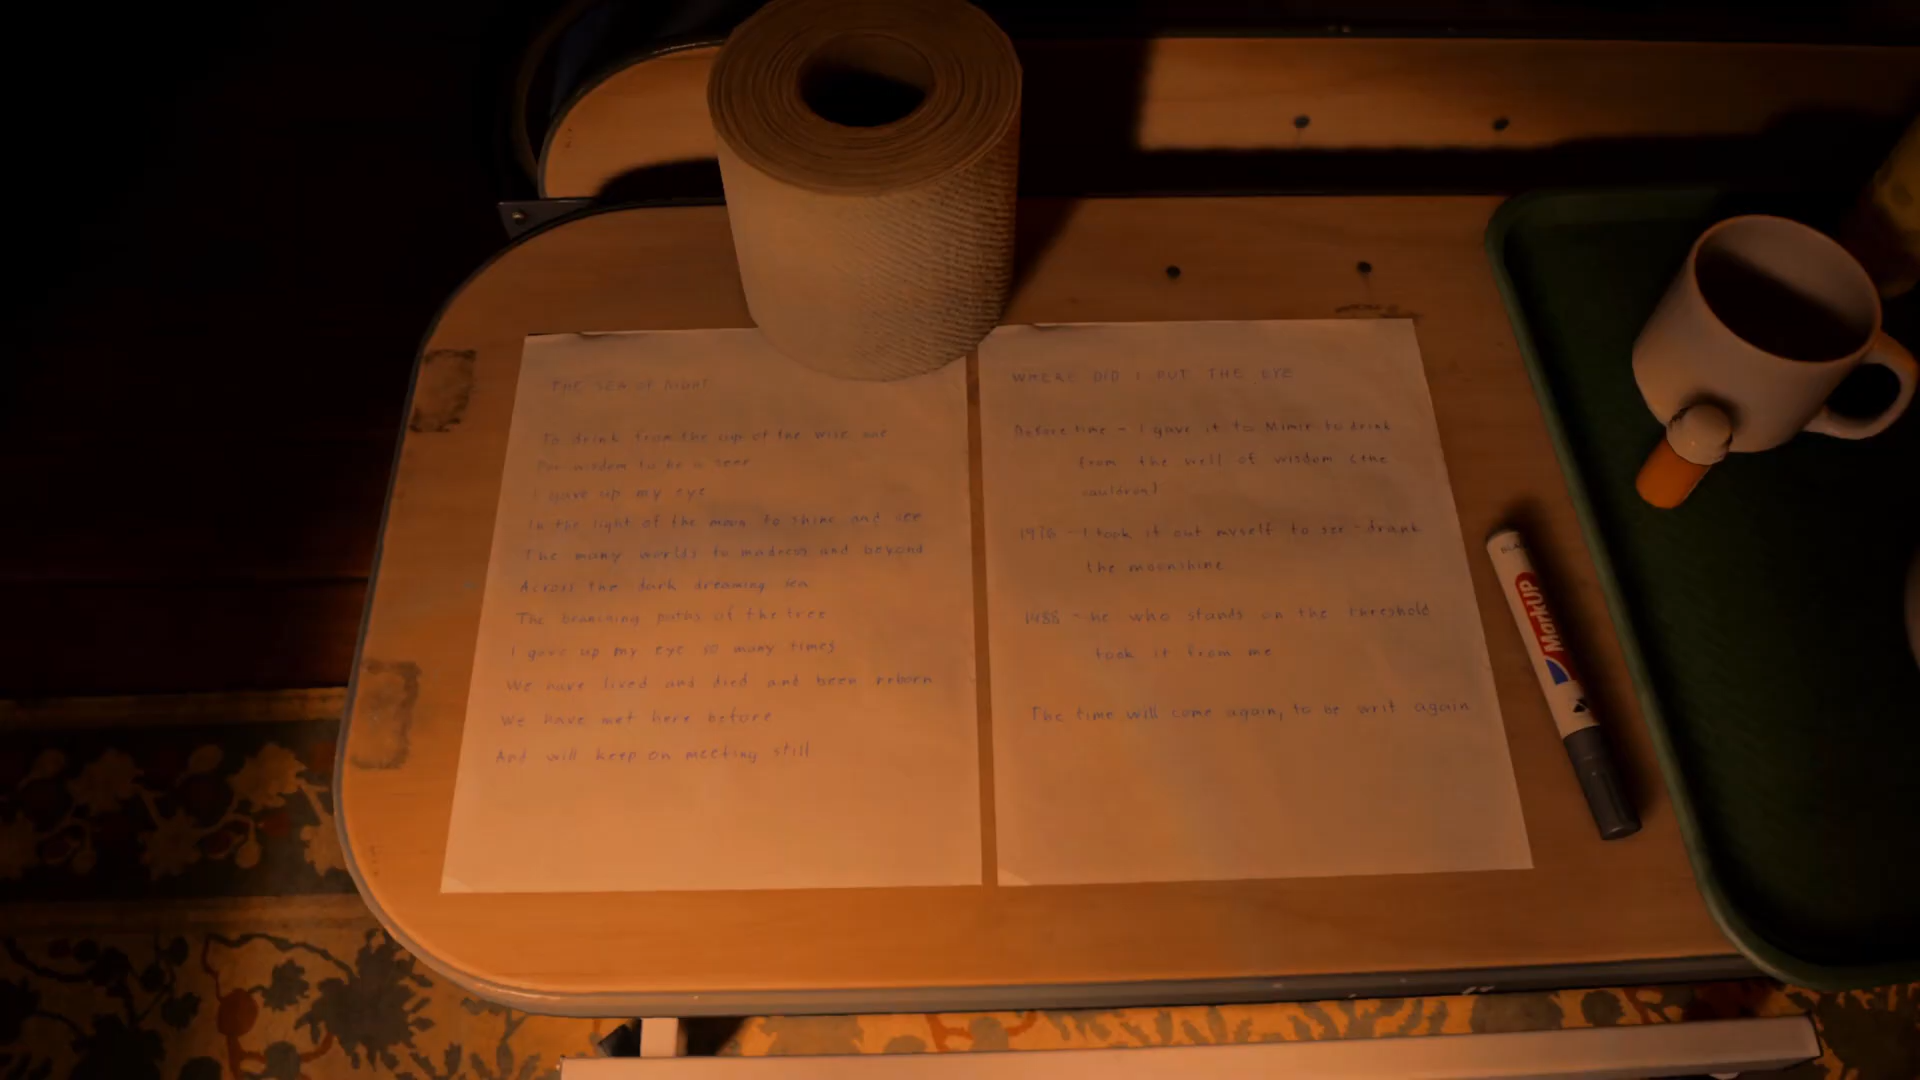 THE SEA OF NIGHT
To drink from the cup of the wise one
For wisdom to be a seer
I gave up my eye
In the light of the moon to shine and see
The many worlds to madness and beyond
Across the dark dreaming sea
The branching paths of the tree
I gave up my eye so many times
We have lived and died and been reborn
We have met here before
And will keep on meeting still
WHERE DID I PUT THE EYE
Before time - I gave it to Mimir to drink
from the well of wisdom (the
cauldron)
1976 - I took it out myself to see - drank
the moonshine
1988 - he who stands on the threshold
took it from me
The time will come again, to be writ again
MarkUP